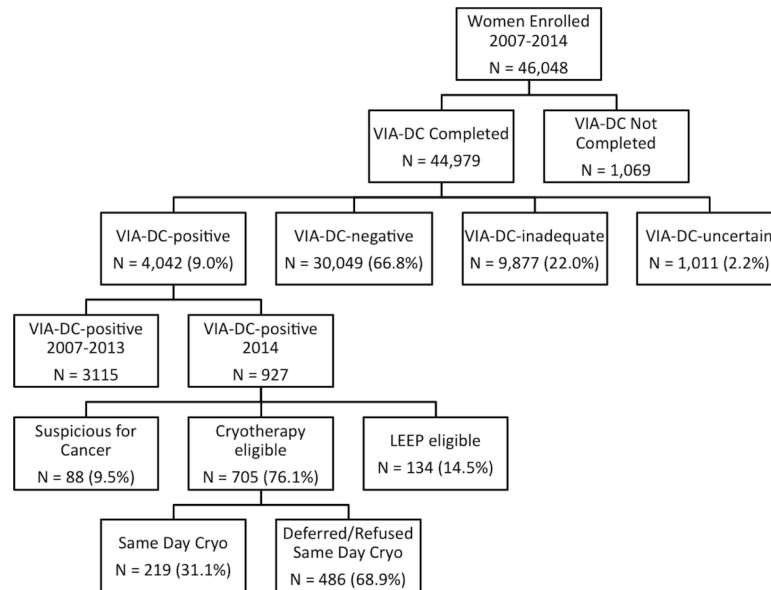 Women Enrolled
2007-2014
N = 46,048
VIA-DC Completed
N = 44,979
VIA-DC Not
Completed
N = 1,069
VIA-DC-positive
N = 4,042 (9.0%)
VIA-DC-negative
N = 30,049 (66.8%)
VIA-DC-inadequate
N = 9,877 (22.0%)
VIA-DC-uncertain
N = 1,011 (2.2%)
VIA-DC-positive
2007-2013
N = 3115
VIA-DC-positive
2014
N = 927
Suspicious for
Cancer
N = 88 (9.5%)
Cryotherapy
eligible
N = 705 (76.1%)
LEEP eligible
N = 134 (14.5%)
Same Day Cryo
N = 219 (31.1%)
Deferred/Refused
Same Day Cryo
N = 486 (68.9%)